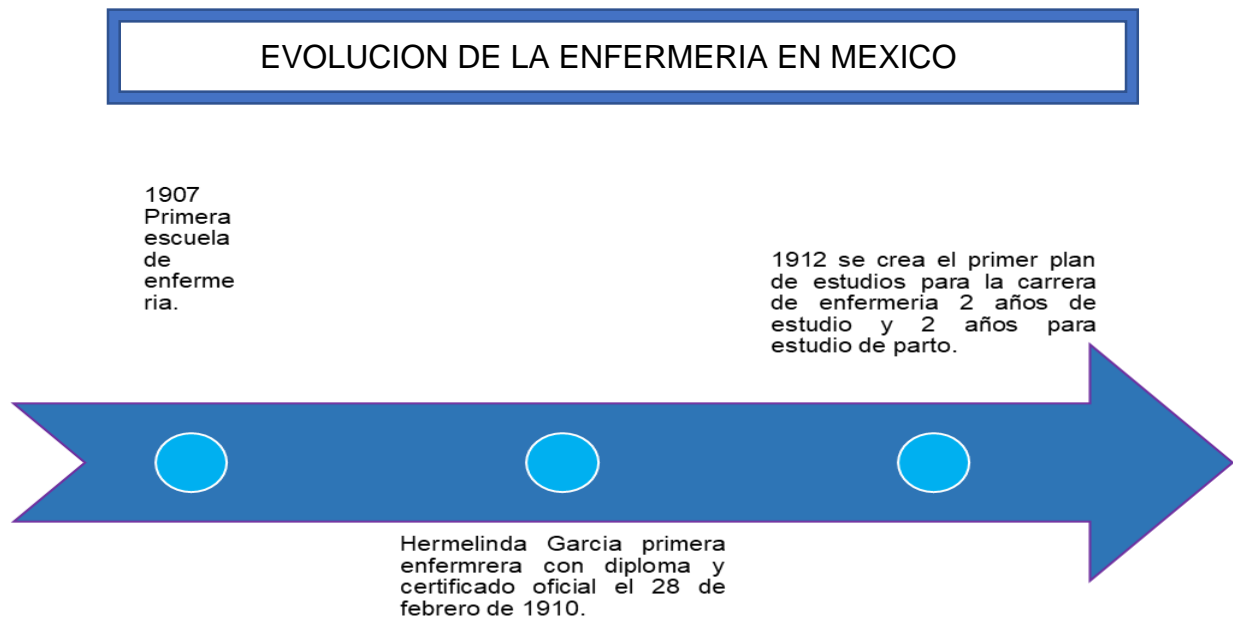 EVOLUCION DE LA ENFERMERIA EN MEXICO
1907
Primera
escuela
de
enferme
ria.
Hermelinda Garcia primera
enfermrera con diploma y
certificado oficial el 28 de
febrero de 1910.
1912 se crea el primer plan
de estudios para la carrera
de enfermeria 2 años de
estudio y 2 años para
estudio de parto.